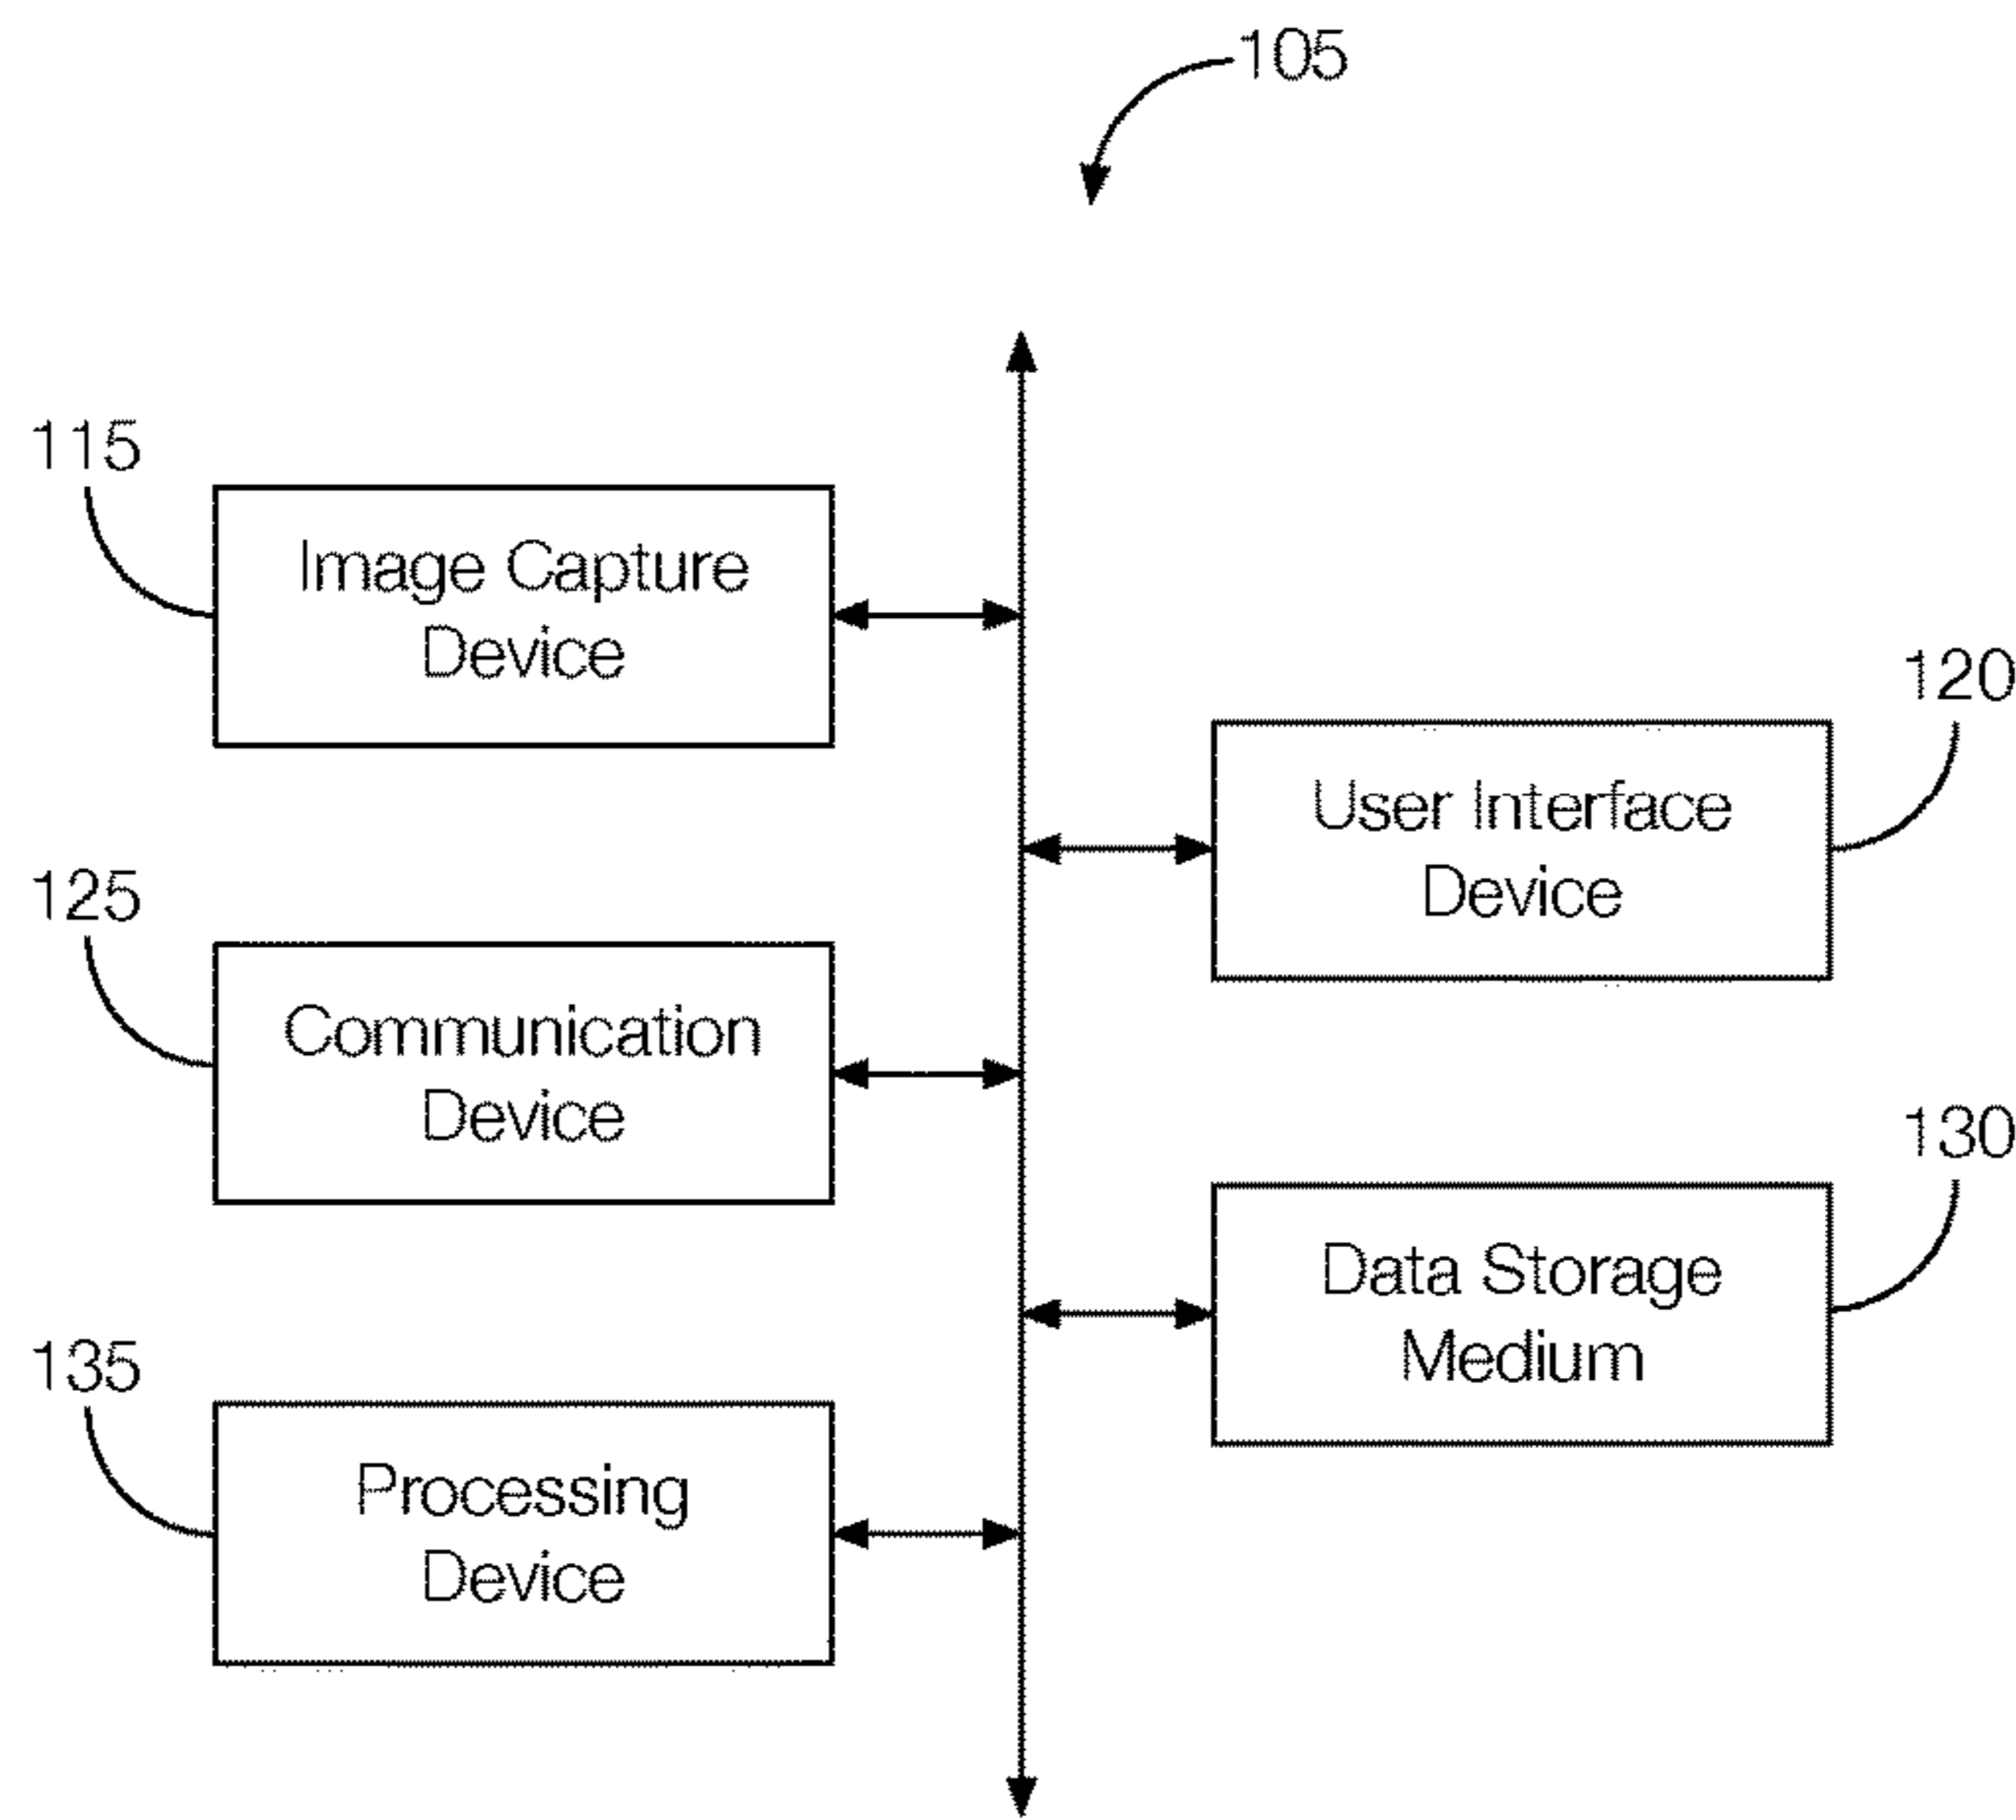 105
115
Image Capture
Device
120
User Interface
Device
125
Communication
Device
130
Data Storage
Medium
135
Processing
Device